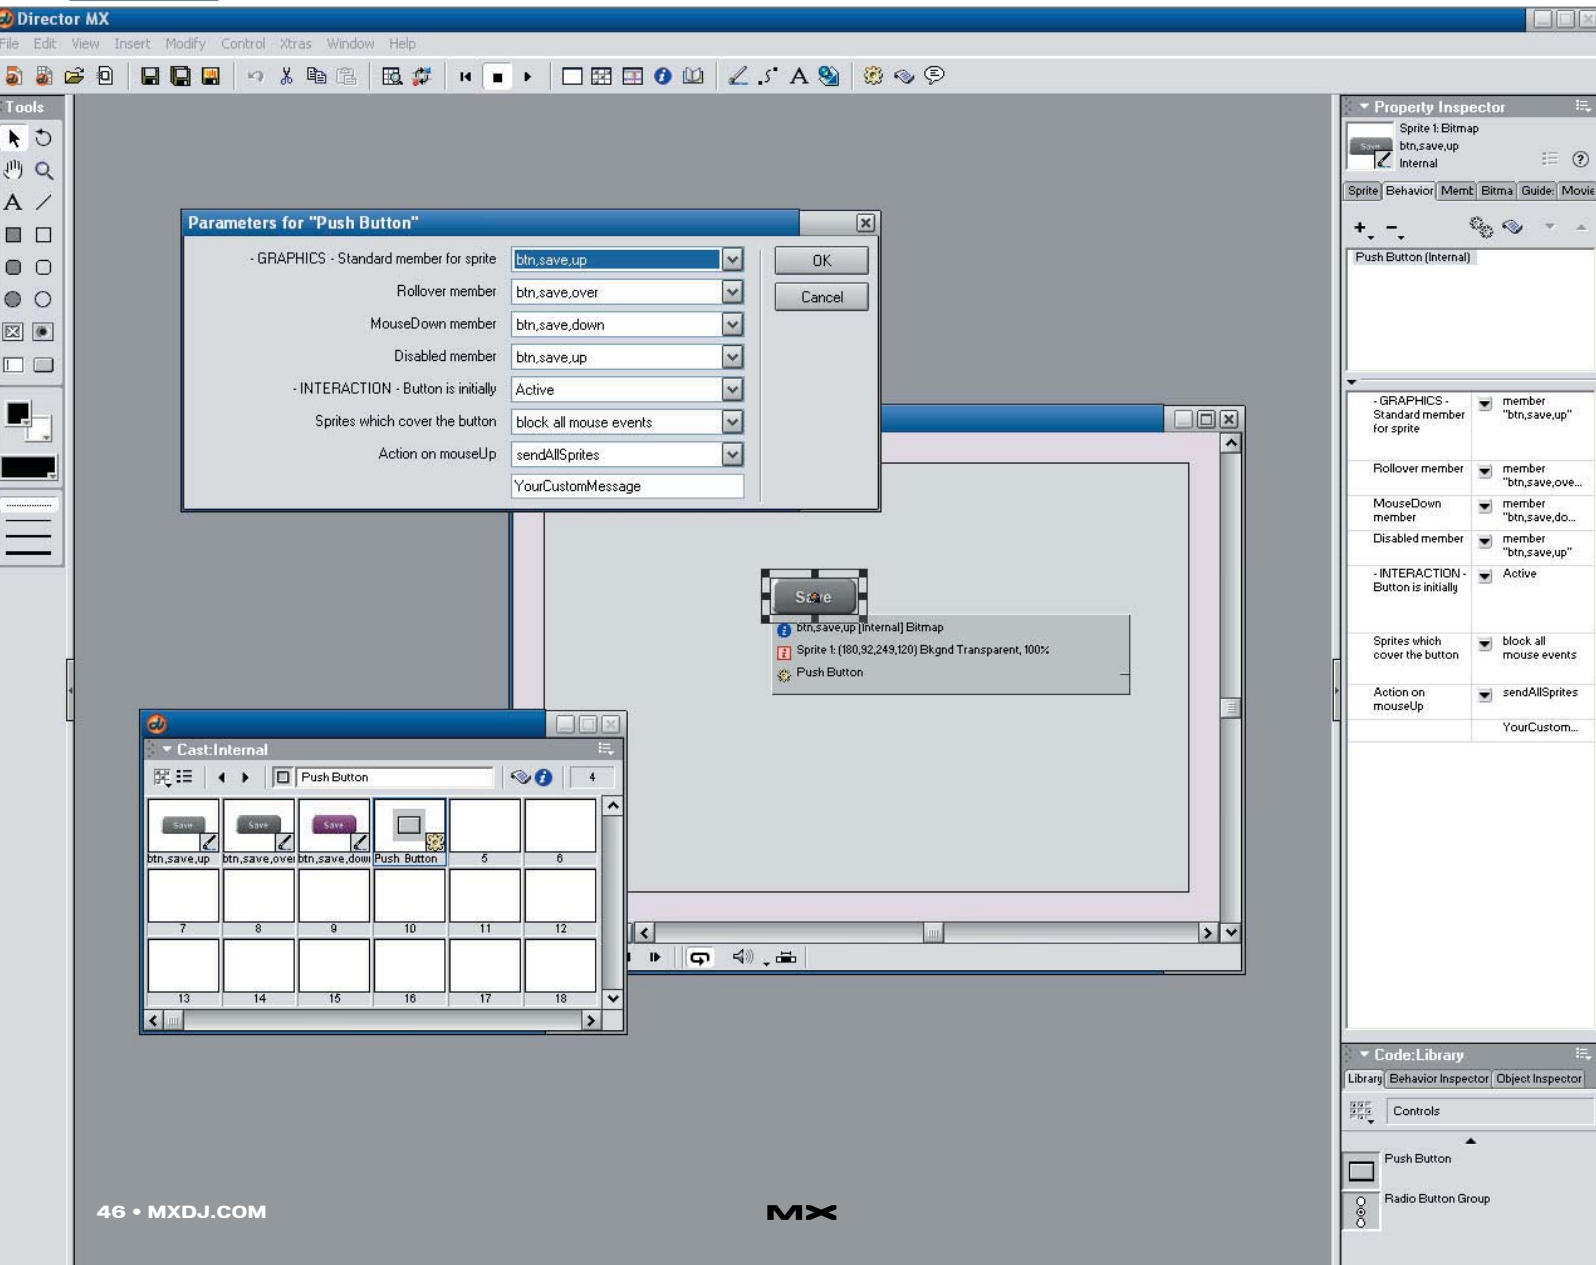 Director MX
File Edit View Insert Modify Control Xtras Window Help
Tools
Parameters for "Push Button"
- GRAPHICS - Standard member for sprite btn,save,up
Rollover member btn,save,over
MouseDown member btn,save,down
Disabled member btn,save,up
- INTERACTION - Button is initially Active
Sprites which cover the button block all mouse events
Action on mouseUp sendAllSprites
YourCustomMessage
OK
Cancel
btn,save,up [Internal] Bitmap
Sprite 1: (180,92,249,120) Bkgnd Transparent, 100%
Push Button
Cast:Internal
Push Button 4
Save Save Save
btn,save,up btn,save,over btn,save,down Push Button 5 6
7 8 9 10 11 12
13 14 15 16 17 18
Property Inspector
Sprite 1: Bitmap
Save btn,save,up
Internal
Sprite Behavior Memb Bitma Guide: Movie
Push Button (Internal)
- GRAPHICS - member
Standard member "btn,save,up"
for sprite
Rollover member member
"btn,save,ove...
MouseDown member
member "btn,save,do...
Disabled member member
"btn,save,up"
- INTERACTION - Active
Button is initially
Sprites which block all
cover the button mouse events
Action on sendAllSprites
mouseUp
YourCustom...
Code:Library
Library Behavior Inspector Object Inspector
Controls
Push Button
Radio Button Group
46 • MXDJ.COM
MX